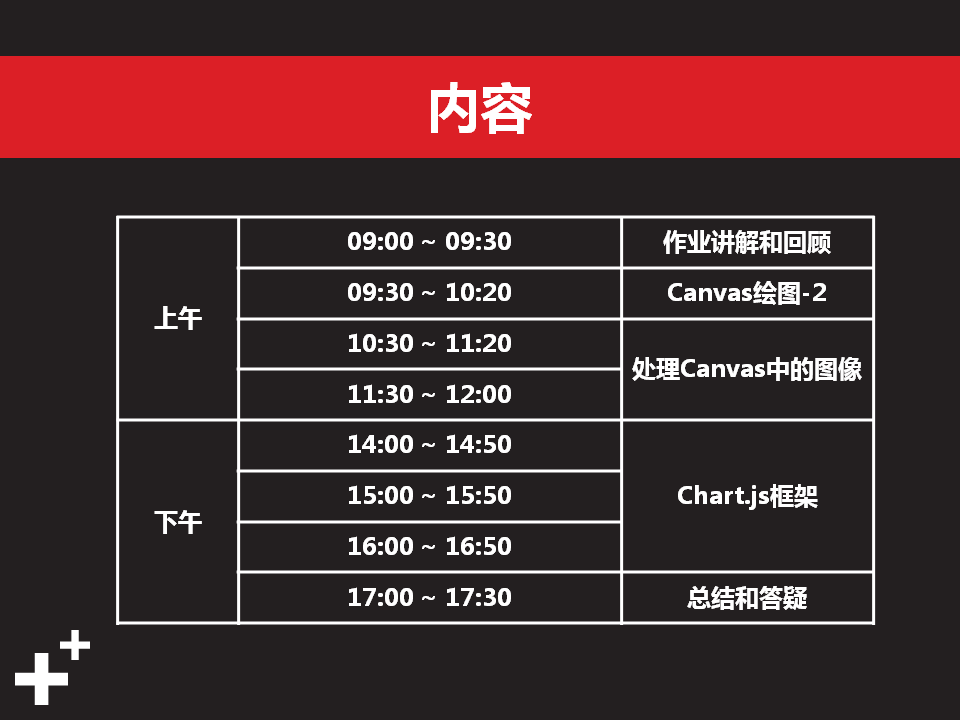 内容
上午
09:00 ~ 09:30
作业讲解和回顾
09:30 ~ 10:20
Canvas绘图-2
10:30 ~ 11:20
处理Canvas中的图像
11:30 ~ 12:00
下午
14:00 ~ 14:50
Chart.js框架
15:00 ~ 15:50
16:00 ~ 16:50
17:00 ~ 17:30
总结和答疑